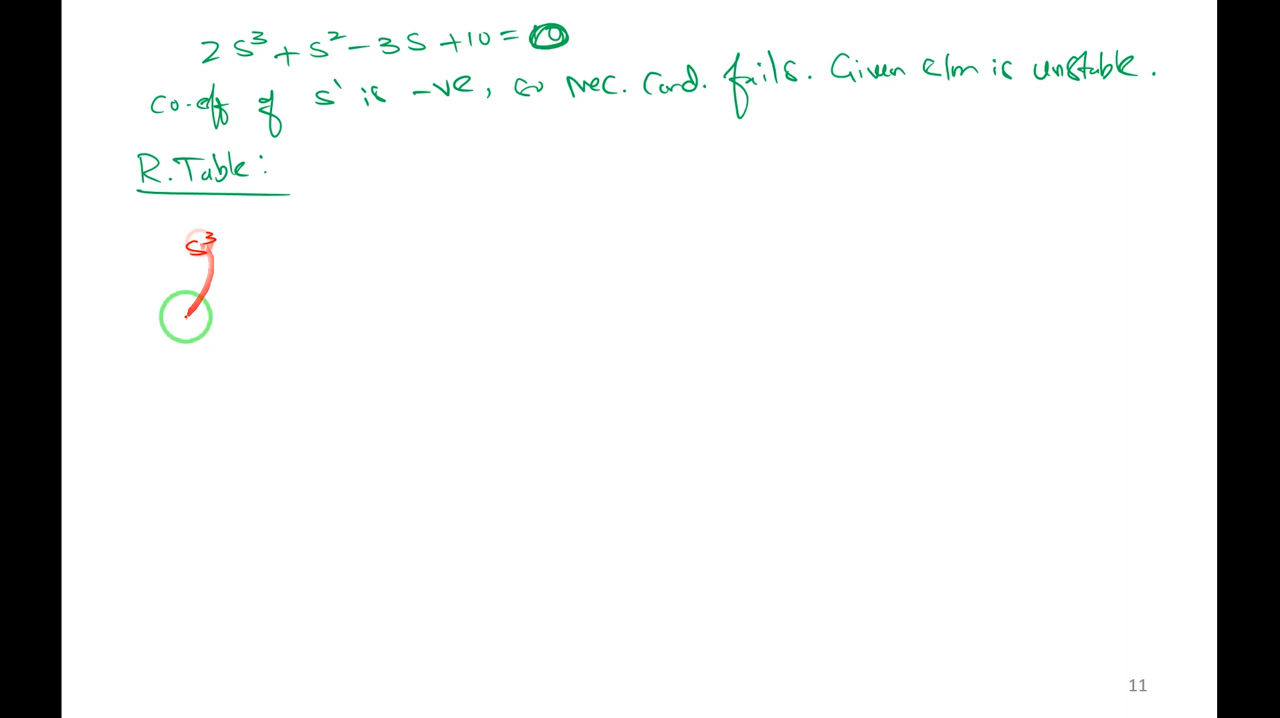 2s³ + s² - 3s + 10 = 0
co-eff of s¹ is -ve, so Nec. Cond. fails. Given s/m is unstable.
R. Table:
s³
11